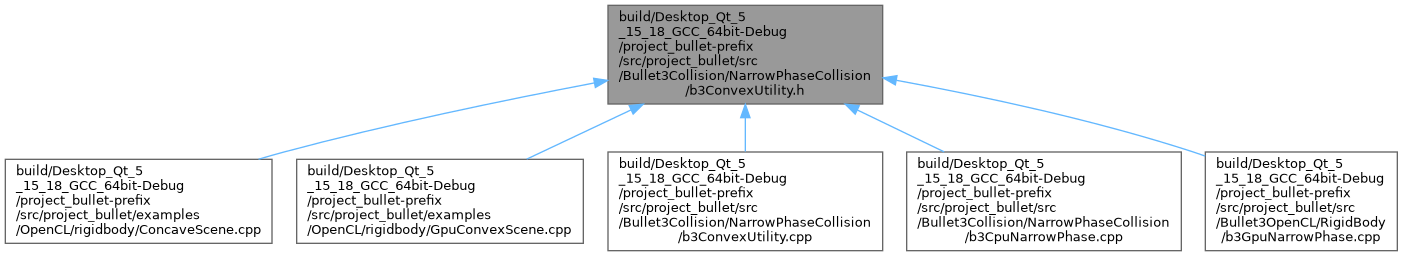 build/Desktop_Qt_5
_15_18_GCC_64bit-Debug
/project_bullet-prefix
/src/project_bullet/src
/Bullet3Collision/NarrowPhaseCollision
/b3ConvexUtility.h
build/Desktop_Qt_5
_15_18_GCC_64bit-Debug
/project_bullet-prefix
/src/project_bullet/examples
/OpenCL/rigidbody/ConcaveScene.cpp
build/Desktop_Qt_5
_15_18_GCC_64bit-Debug
/project_bullet-prefix
/src/project_bullet/examples
/OpenCL/rigidbody/GpuConvexScene.cpp
build/Desktop_Qt_5
_15_18_GCC_64bit-Debug
/project_bullet-prefix
/src/project_bullet/src
/Bullet3Collision/NarrowPhaseCollision
/b3ConvexUtility.cpp
build/Desktop_Qt_5
_15_18_GCC_64bit-Debug
/project_bullet-prefix
/src/project_bullet/src
/Bullet3Collision/NarrowPhaseCollision
/b3CpuNarrowPhase.cpp
build/Desktop_Qt_5
_15_18_GCC_64bit-Debug
/project_bullet-prefix
/src/project_bullet/src
/Bullet3OpenCL/RigidBody
/b3GpuNarrowPhase.cpp